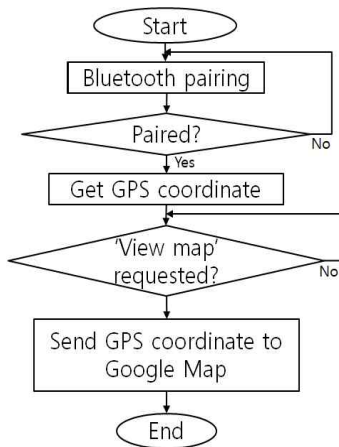 Start
Bluetooth pairing
Paired?
No
Yes
Get GPS coordinate
‘View map‘
requested?
No
Send GPS coordinate to
Google Map
End